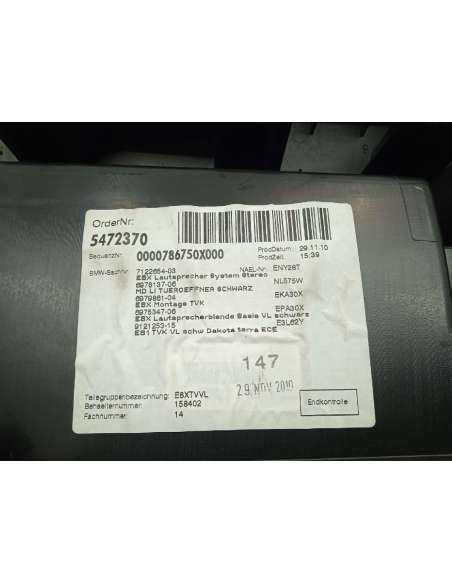 OrderNr:
5472370
SequenzNr: 0000786750X000 ProdDatum: 29.11.10
ProdZeit: 15:39
BMW-Sachnr.: 7122654-03 NAEL-Nr.: ENY28T
E8X Lautsprecher System Stereo
6978137-06 NL575W
MD LI TUEROEFFNER SCHWARZ
6979861-04 EKA30X
E8X Montage TVK
6975347-06 EPA30X
E8X Lautsprecherblende Basis VL schwarz
9121253-15 E3L62Y
E81 TVK VL schw Dakota terra ECE
147
29. NOV. 2010
Teilegruppenbezeichnung: E8XTVVL
Behaelternummer: 158402
Fachnummer: 14
Endkontrolle